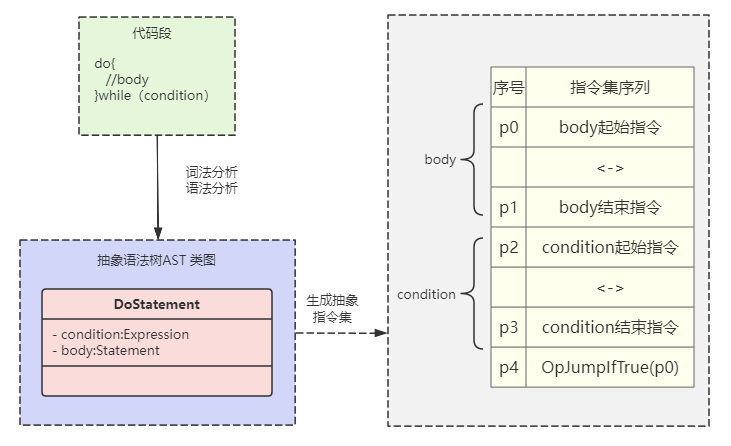 代码段
do{
//body
}while（condition）
词法分析
语法分析
抽象语法树AST 类图
DoStatement
- condition:Expression
- body:Statement
生成抽象
指令集
序号 指令集序列
p0 body起始指令
<->
p1 body结束指令
p2 condition起始指令
<->
p3 condition结束指令
p4 OpJumpIfTrue(p0)
body
condition